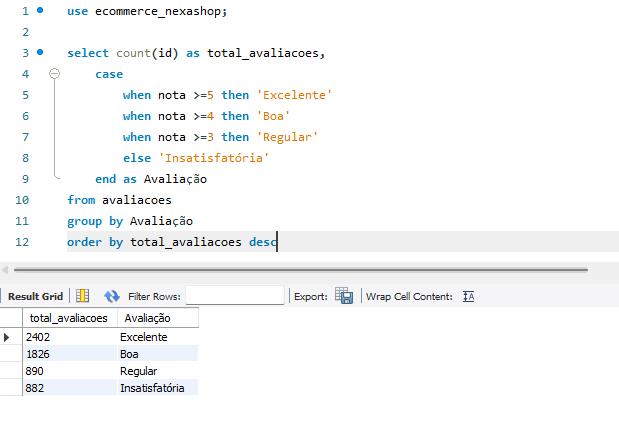 1 use ecommerce_nexashop;
2
3 select count(id) as total_avaliacoes,
4 case
5 when nota >=5 then 'Excelente'
6 when nota >=4 then 'Boa'
7 when nota >=3 then 'Regular'
8 else 'Insatisfatória'
9 end as Avaliação
10 from avaliacoes
11 group by Avaliação
12 order by total_avaliacoes desc
Result Grid Filter Rows: Export: Wrap Cell Content:
total_avaliacoes Avaliação
2402 Excelente
1826 Boa
890 Regular
882 Insatisfatória